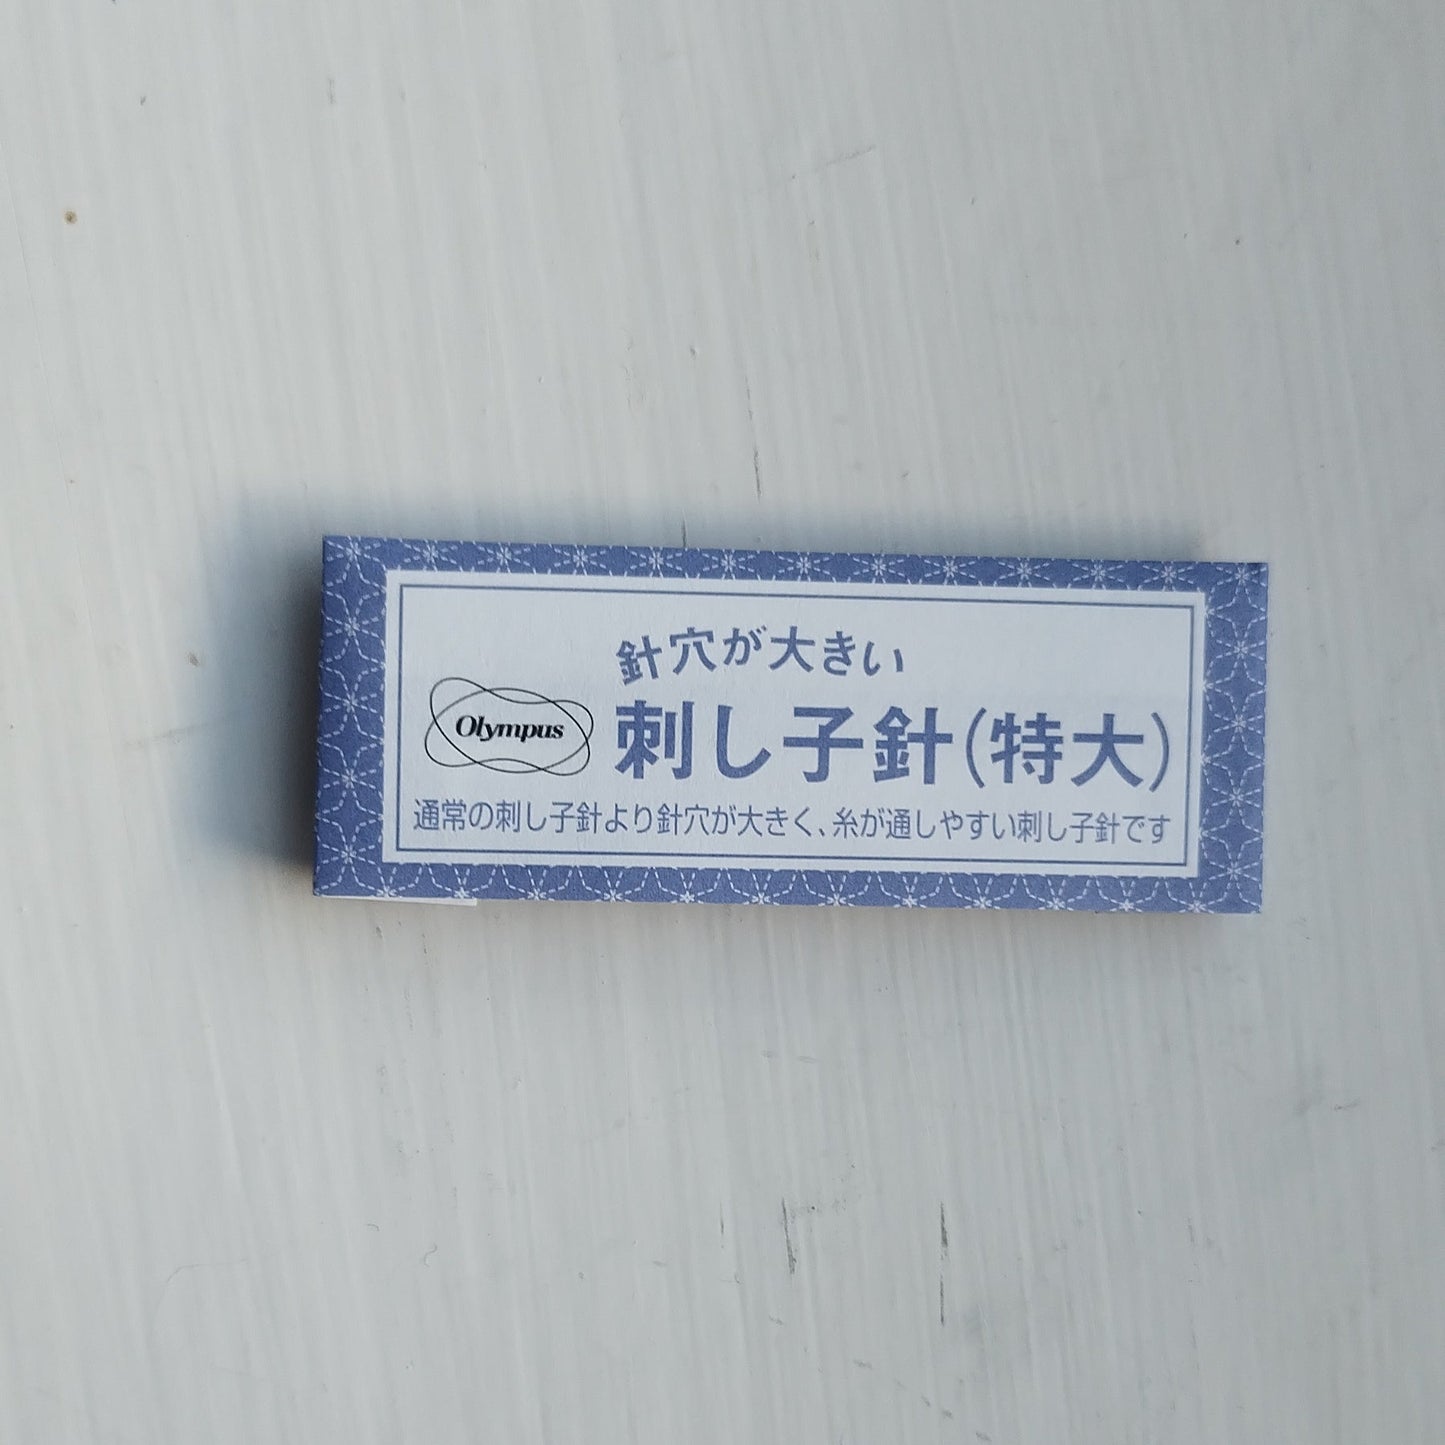 針穴が大きい
Olympus
刺し子針(特大)
通常の刺し子針より針穴が大きく、糸が通しやすい刺し子針です